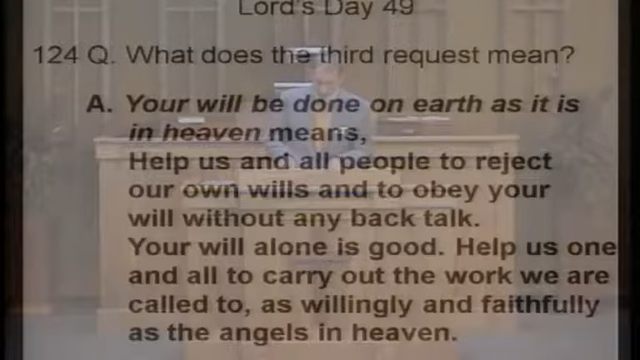 Lord's Day 49
124 Q. What does the third request mean?
A. Your will be done on earth as it is
in heaven means,
Help us and all people to reject
our own wills and to obey your
will without any back talk.
Your will alone is good. Help us one
and all to carry out the work we are
called to, as willingly and faithfully
as the angels in heaven.